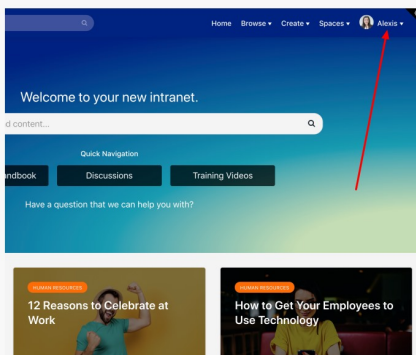 Home Browse Create Spaces Alexis
Welcome to your new intranet.
d content...
Quick Navigation
andbook Discussions Training Videos
Have a question that we can help you with?
HUMAN RESOURCES HUMAN RESOURCES
12 Reasons to Celebrate at Work
How to Get Your Employees to Use Technology